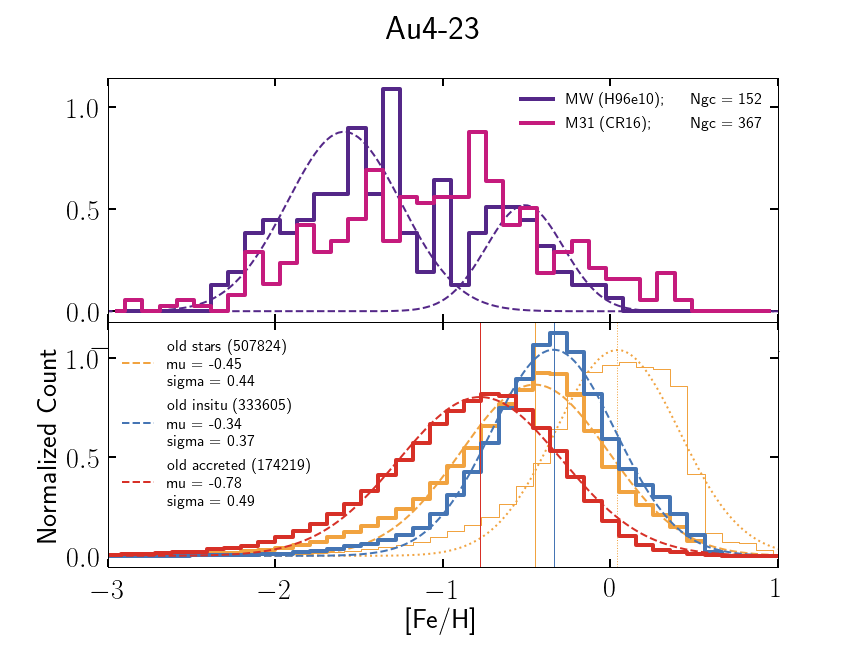 Au4-23
MW (H96e10); Ngc = 152
M31 (CR16); Ngc = 367
1.0
0.5
0.0
old stars (507824)
mu = -0.45
sigma = 0.44
old insitu (333605)
mu = -0.34
sigma = 0.37
old accreted (174219)
mu = -0.78
sigma = 0.49
1.0
0.5
0.0
Normalized Count
−3 −2 −1 0 1
[Fe/H]